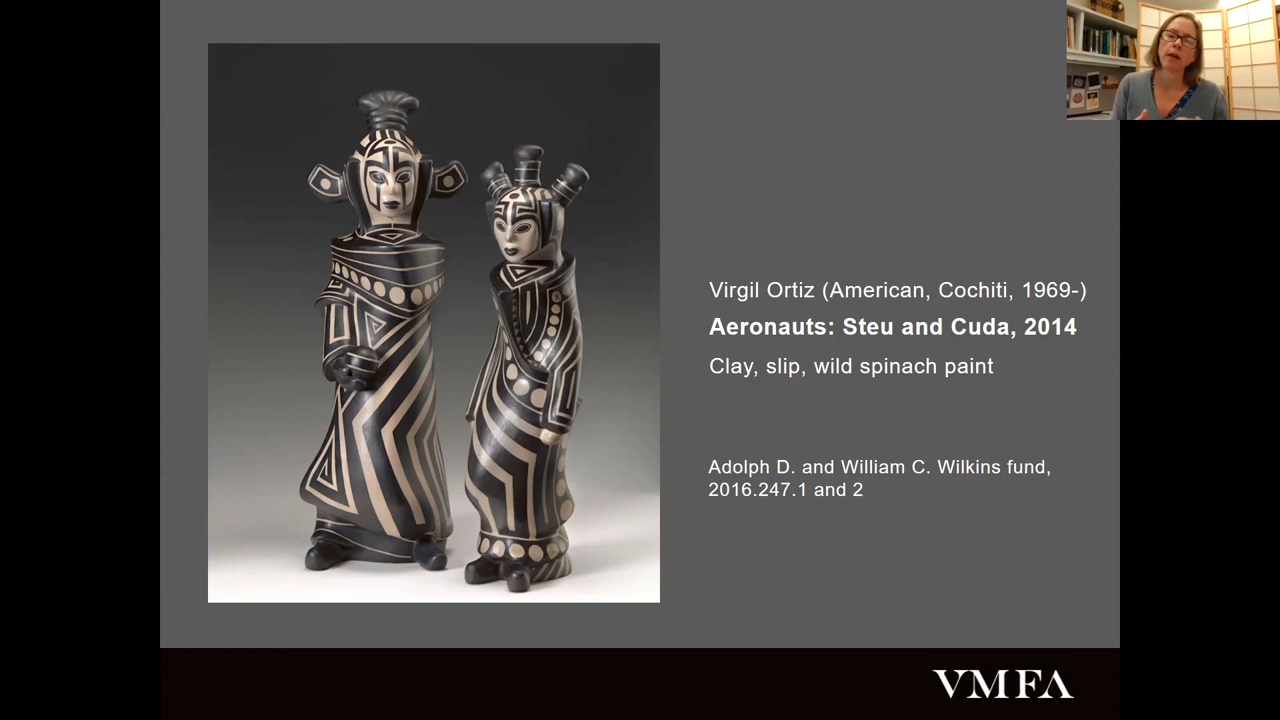 Virgil Ortiz (American, Cochiti, 1969-)
Aeronauts: Steu and Cuda, 2014
Clay, slip, wild spinach paint
Adolph D. and William C. Wilkins fund,
2016.247.1 and 2
VMFA